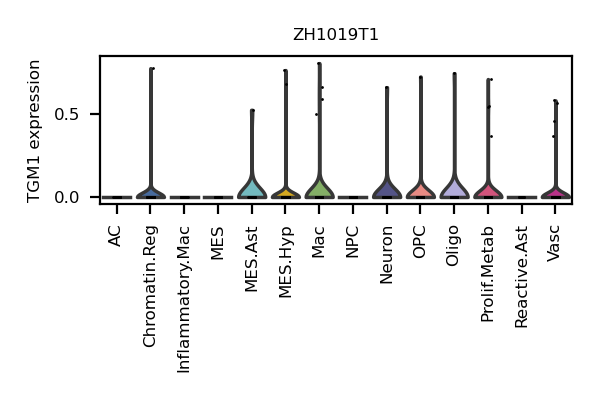 ZH1019T1
TGM1 expression
0.5
0.0
AC
Chromatin.Reg
Inflammatory.Mac
MES
MES.Ast
MES.Hyp
Mac
NPC
Neuron
OPC
Oligo
Prolif.Metab
Reactive.Ast
Vasc